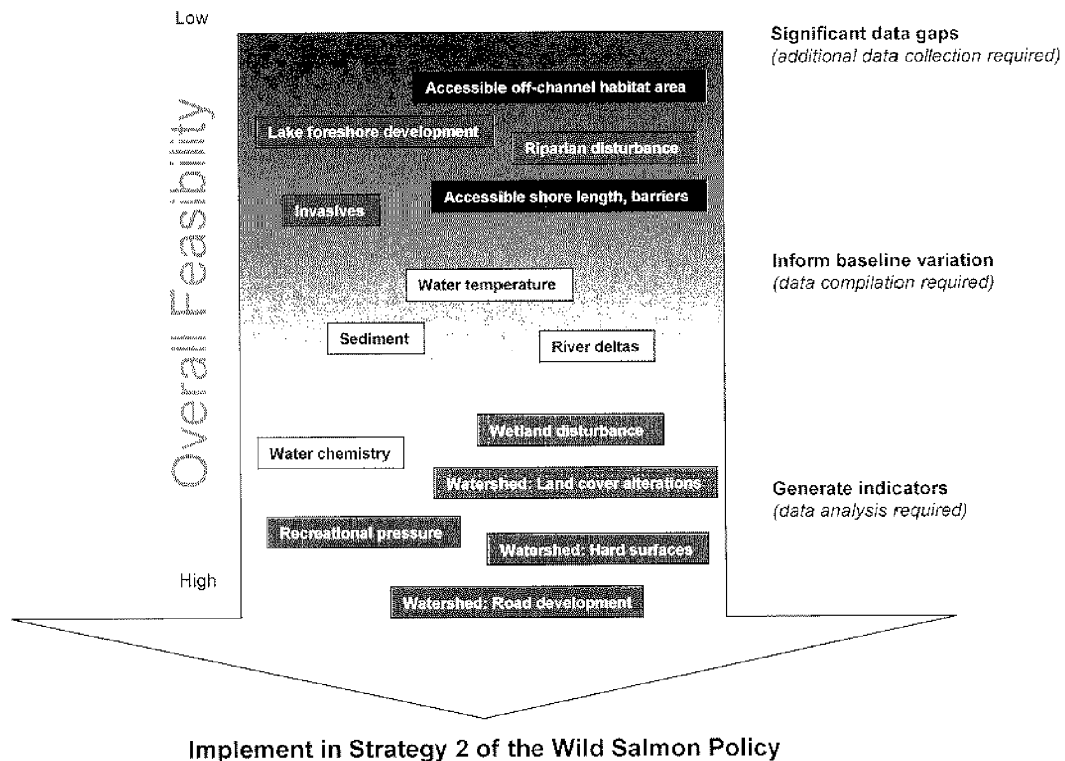 Low
Significant data gaps
(additional data collection required)
Accessible off-channel habitat area
Lake foreshore development
Riparian disturbance
Accessible shore length, barriers
Invasives
Overall Feasibility
Inform baseline variation
(data compilation required)
Water temperature
Sediment
River deltas
Wetland disturbance
Water chemistry
Watershed: Land cover alterations
Generate indicators
(data analysis required)
Recreational pressure
Watershed: Hard surfaces
High
Watershed: Road development
Implement in Strategy 2 of the Wild Salmon Policy